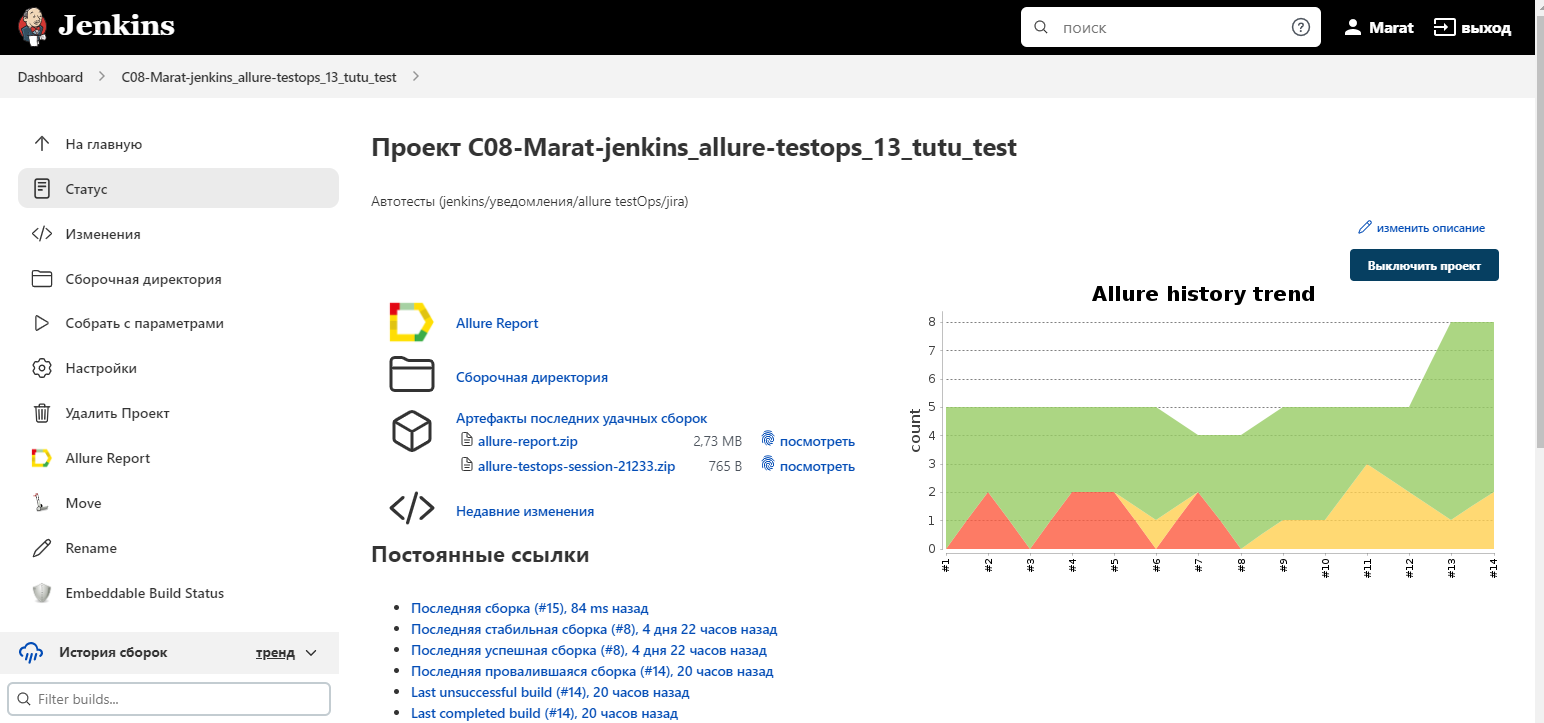 Jenkins
поиск
Marat
выход
Dashboard
C08-Marat-jenkins_allure-testops_13_tutu_test
На главную
Статус
Изменения
Сборочная директория
Собрать с параметрами
Настройки
Удалить Проект
Allure Report
Move
Rename
Embeddable Build Status
История сборок
тренд
Filter builds...
Проект C08-Marat-jenkins_allure-testops_13_tutu_test
Автотесты (jenkins/уведомления/allure testOps/jira)
изменить описание
Выключить проект
Allure Report
Сборочная директория
Артефакты последних удачных сборок
allure-report.zip 2,73 MB посмотреть
allure-testops-session-21233.zip 765 B посмотреть
Недавние изменения
Allure history trend
count
8
7
6
5
4
3
2
1
0
#1 #2 #3 #4 #5 #6 #7 #8 #9 #10 #11 #12 #13 #14
Постоянные ссылки
Последняя сборка (#15), 84 ms назад
Последняя стабильная сборка (#8), 4 дня 22 часов назад
Последняя успешная сборка (#8), 4 дня 22 часов назад
Последняя провалившаяся сборка (#14), 20 часов назад
Last unsuccessful build (#14), 20 часов назад
Last completed build (#14), 20 часов назад